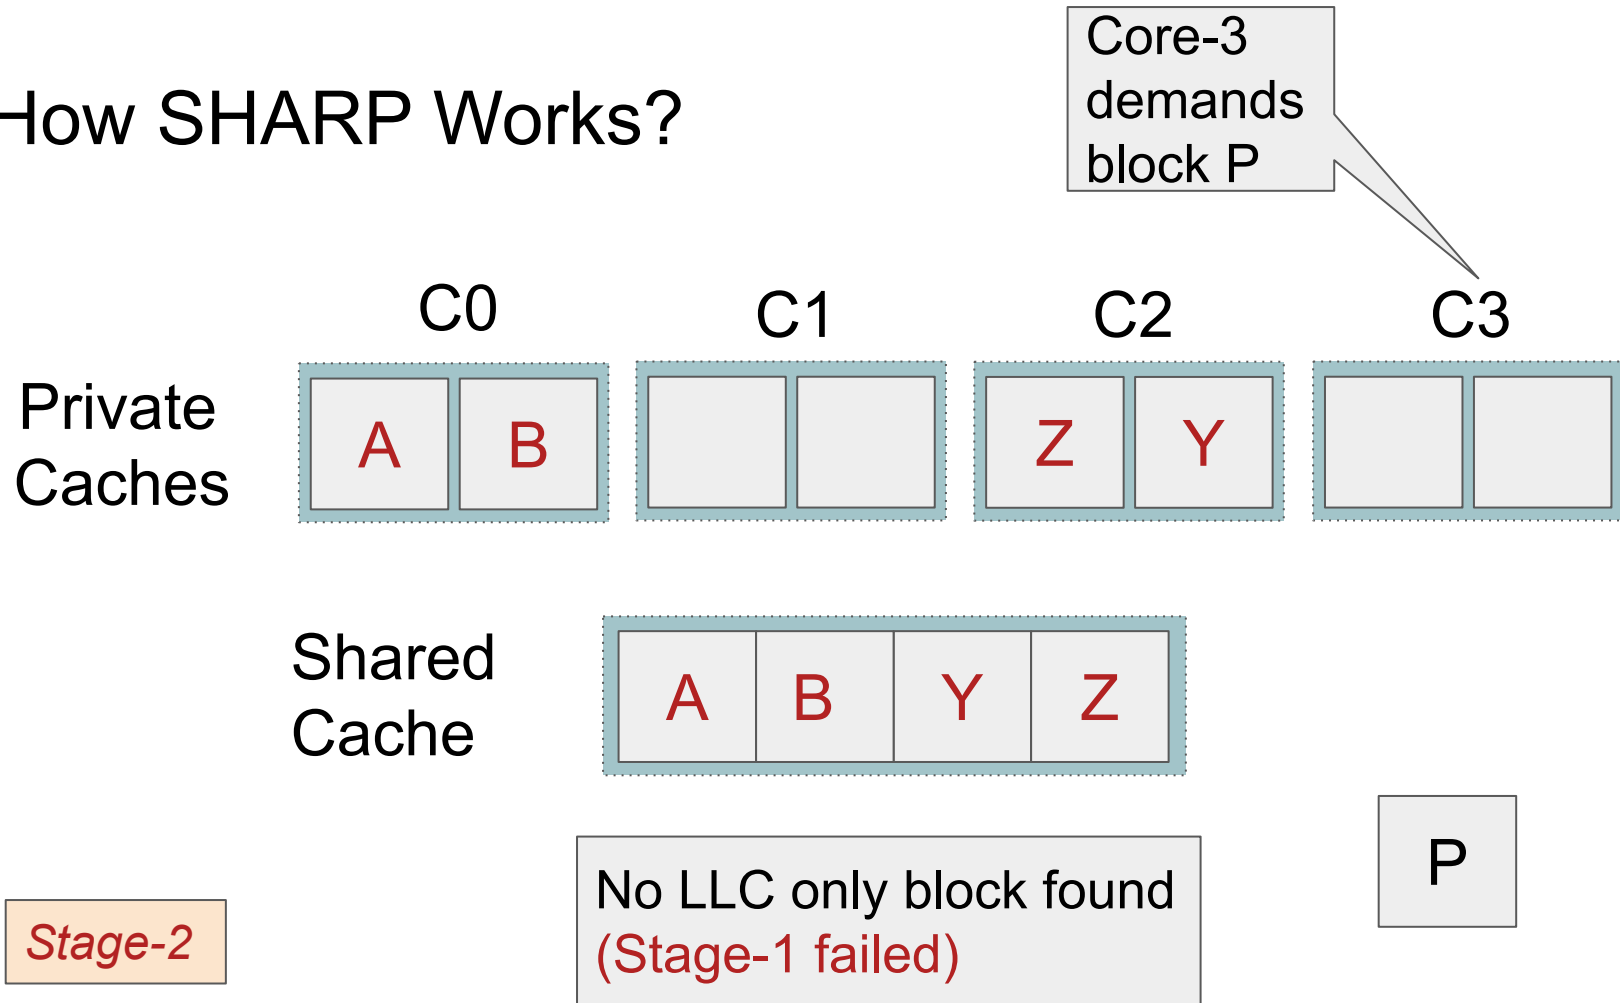 How SHARP Works?
Core-3
demands
block P
C0 C1 C2 C3
Private
Caches
A B Z Y
Shared
Cache
A B Y Z
P
No LLC only block found
(Stage-1 failed)
Stage-2